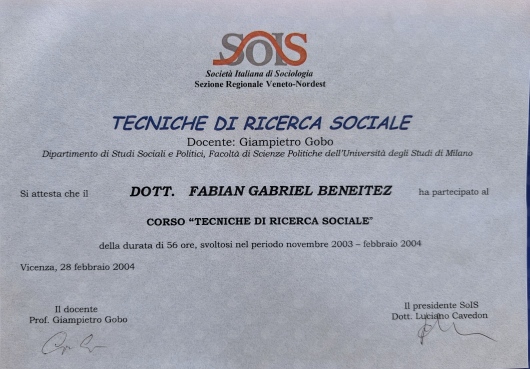 SOIS
Società Italiana di Sociologia
Sezione Regionale Veneto-Nordest
TECNICHE DI RICERCA SOCIALE
Docente: Giampietro Gobo
Dipartimento di Studi Sociali e Politici, Facoltà di Scienze Politiche dell'Università degli Studi di Milano
Si attesta che il DOTT. FABIAN GABRIEL BENEITEZ ha partecipato al
CORSO "TECNICHE DI RICERCA SOCIALE"
della durata di 56 ore, svoltosi nel periodo novembre 2003 – febbraio 2004
Vicenza, 28 febbraio 2004
Il docente
Prof. Giampietro Gobo
Il presidente SoIS
Dott. Luciano Cavedon